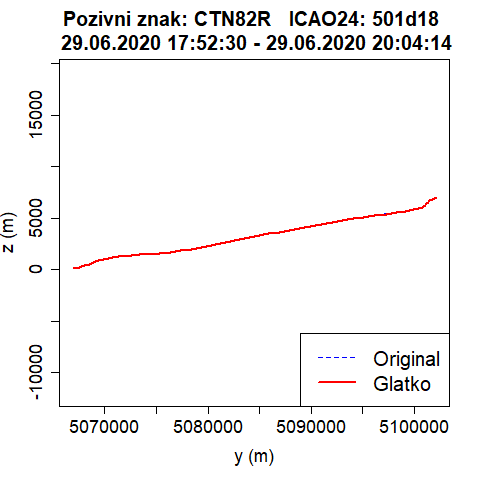 Pozivni znak: CTN82R   ICAO24: 501d18
29.06.2020 17:52:30 - 29.06.2020 20:04:14
15000
5000
0
-10000
z (m)
Original
Glatko
5070000 5080000 5090000 5100000
y (m)